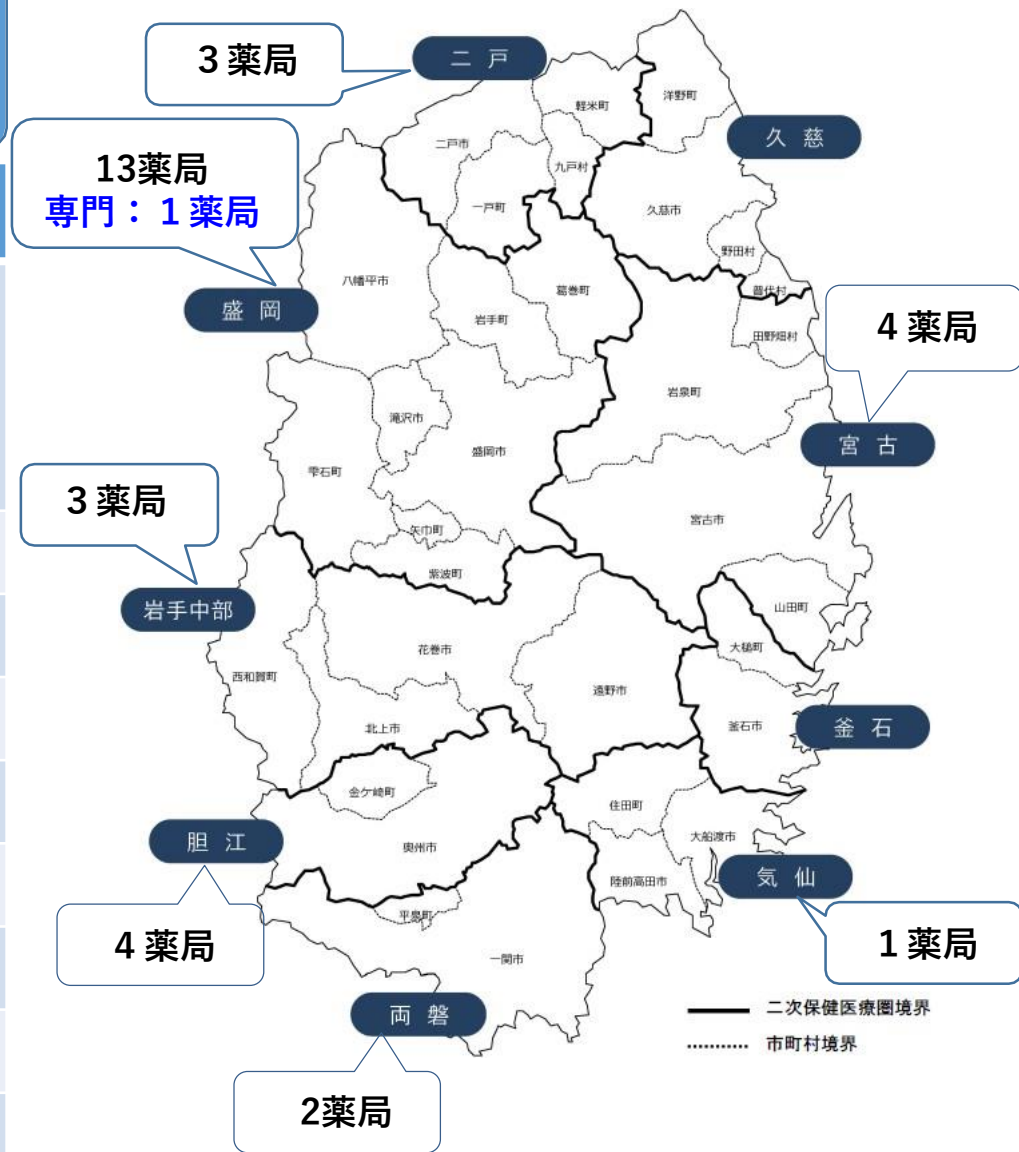 ３薬局
二 戸
洋野町
軽米町
久 慈
二戸市
九戸村
13薬局
専門：１薬局
一戸町
久慈市
野田村
八幡平市
葛巻町
普代村
盛 岡
岩手町
田野畑村
４薬局
岩泉町
滝沢市
宮 古
盛岡市
雫石町
３薬局
宮古市
矢巾町
紫波町
山田町
岩手中部
大槌町
花巻市
西和賀町
遠野市
北上市
釜石市
釜 石
金ケ崎町
住田町
大船渡市
胆 江
奥州市
陸前高田市
気 仙
平泉町
４薬局
１薬局
一関市
両 磐
二次保健医療圏境界
市町村境界
2薬局